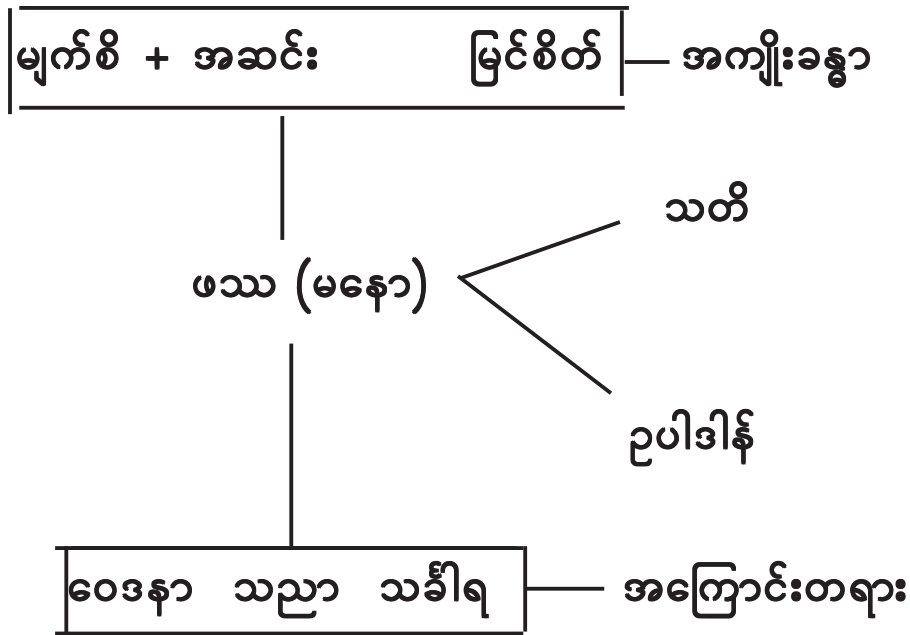 မျက်စိ + အဆင်း မြင်စိတ် အကျိုးခန္ဓာ
သတိ
ဖဿ (မနော)
ဥပါဒါန်
ဝေဒနာ သညာ သင်္ခါရ အကြောင်းတရား